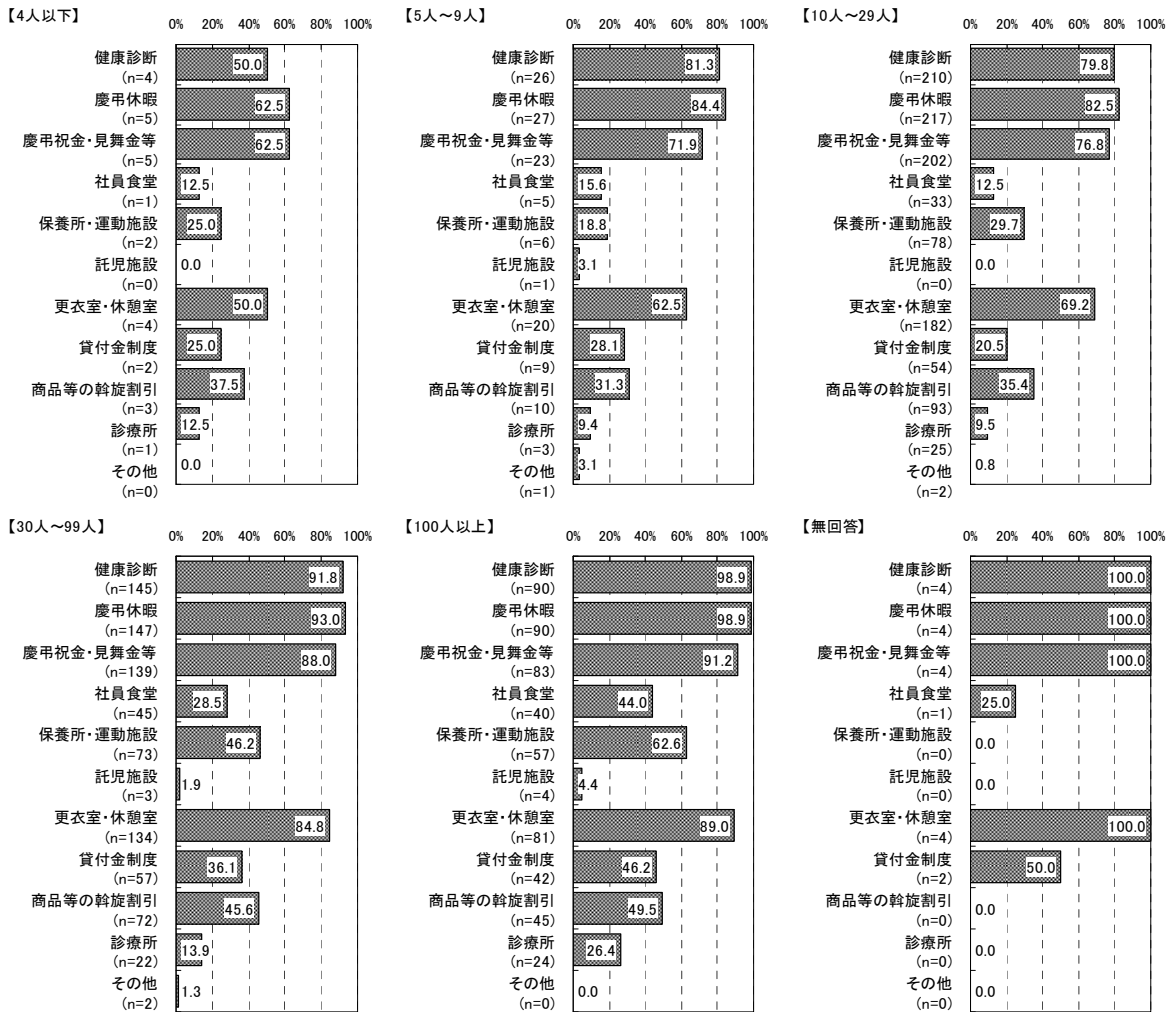 【4人以下】
0% 20% 40% 60% 80% 100%
健康診断
(n=4)
50.0
慶弔休暇
(n=5)
62.5
慶弔祝金・見舞金等
(n=5)
62.5
社員食堂
(n=1)
12.5
保養所・運動施設
(n=2)
25.0
託児施設
(n=0)
0.0
更衣室・休憩室
(n=4)
50.0
貸付金制度
(n=2)
25.0
商品等の斡旋割引
(n=3)
37.5
診療所
(n=1)
12.5
その他
(n=0)
0.0
【5人～9人】
0% 20% 40% 60% 80% 100%
健康診断
(n=26)
81.3
慶弔休暇
(n=27)
84.4
慶弔祝金・見舞金等
(n=23)
71.9
社員食堂
(n=5)
15.6
保養所・運動施設
(n=6)
18.8
託児施設
(n=1)
3.1
更衣室・休憩室
(n=20)
62.5
貸付金制度
(n=9)
28.1
商品等の斡旋割引
(n=10)
31.3
診療所
(n=3)
9.4
その他
(n=1)
3.1
【10人～29人】
0% 20% 40% 60% 80% 100%
健康診断
(n=210)
79.8
慶弔休暇
(n=217)
82.5
慶弔祝金・見舞金等
(n=202)
76.8
社員食堂
(n=33)
12.5
保養所・運動施設
(n=78)
29.7
託児施設
(n=0)
0.0
更衣室・休憩室
(n=182)
69.2
貸付金制度
(n=54)
20.5
商品等の斡旋割引
(n=93)
35.4
診療所
(n=25)
9.5
その他
(n=2)
0.8
【30人～99人】
0% 20% 40% 60% 80% 100%
健康診断
(n=145)
91.8
慶弔休暇
(n=147)
93.0
慶弔祝金・見舞金等
(n=139)
88.0
社員食堂
(n=45)
28.5
保養所・運動施設
(n=73)
46.2
託児施設
(n=3)
1.9
更衣室・休憩室
(n=134)
84.8
貸付金制度
(n=57)
36.1
商品等の斡旋割引
(n=72)
45.6
診療所
(n=22)
13.9
その他
(n=2)
1.3
【100人以上】
0% 20% 40% 60% 80% 100%
健康診断
(n=90)
98.9
慶弔休暇
(n=90)
98.9
慶弔祝金・見舞金等
(n=83)
91.2
社員食堂
(n=40)
44.0
保養所・運動施設
(n=57)
62.6
託児施設
(n=4)
4.4
更衣室・休憩室
(n=81)
89.0
貸付金制度
(n=42)
46.2
商品等の斡旋割引
(n=45)
49.5
診療所
(n=24)
26.4
その他
(n=0)
0.0
【無回答】
0% 20% 40% 60% 80% 100%
健康診断
(n=4)
100.0
慶弔休暇
(n=4)
100.0
慶弔祝金・見舞金等
(n=4)
100.0
社員食堂
(n=1)
25.0
保養所・運動施設
(n=0)
0.0
託児施設
(n=0)
0.0
更衣室・休憩室
(n=4)
100.0
貸付金制度
(n=2)
50.0
商品等の斡旋割引
(n=0)
0.0
診療所
(n=0)
0.0
その他
(n=0)
0.0